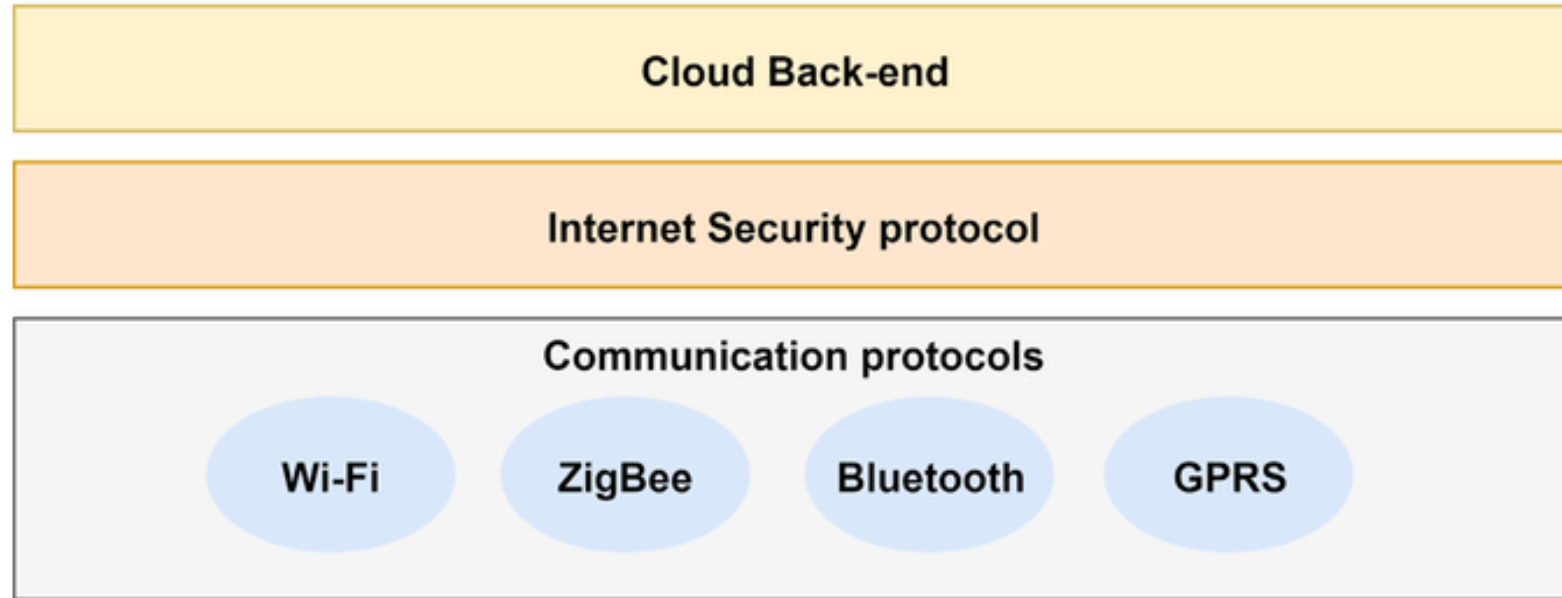 Cloud Back-end
Internet Security protocol
Communication protocols
Wi-Fi ZigBee Bluetooth GPRS